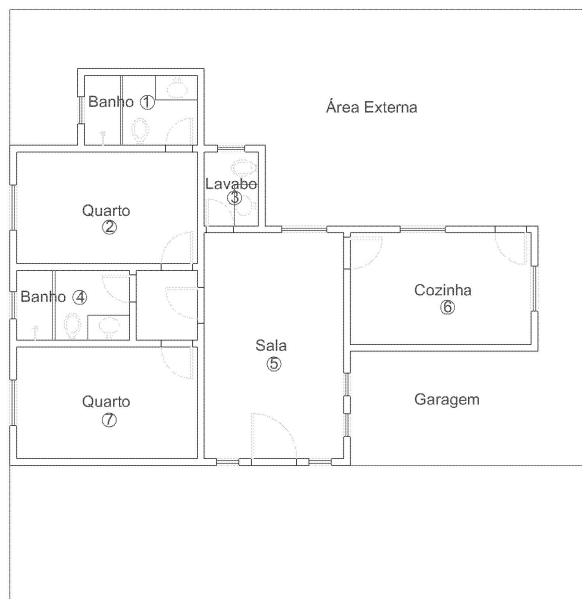 Banho ①
Área Externa
Lavabo
③
Quarto
②
Banho ④
Cozinha
⑥
Sala
⑤
Quarto
⑦
Garagem